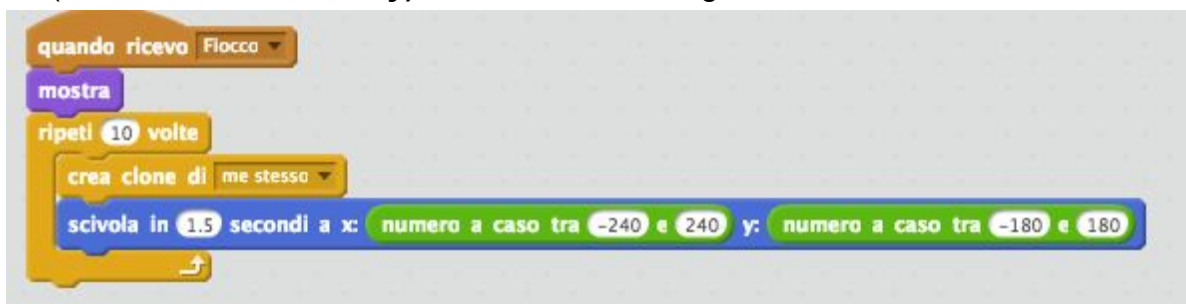 quando ricevo Fiocco
mostra
ripeti 10 volte
crea clone di me stesso
scivola in 1.5 secondi a x: numero a caso tra -240 e 240 y: numero a caso tra -180 e 180